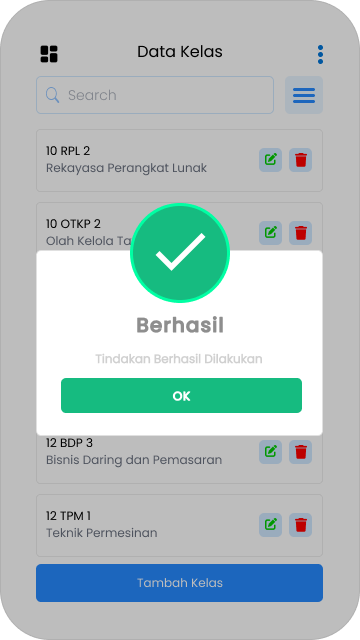 Data Kelas
Search
10 RPL 2
Rekayasa Perangkat Lunak
10 OTKP 2
Olah Kelola Ta
Berhasil
Tindakan Berhasil Dilakukan
OK
12 BDP 3
Bisnis Daring dan Pemasaran
12 TPM 1
Teknik Permesinan
Tambah Kelas